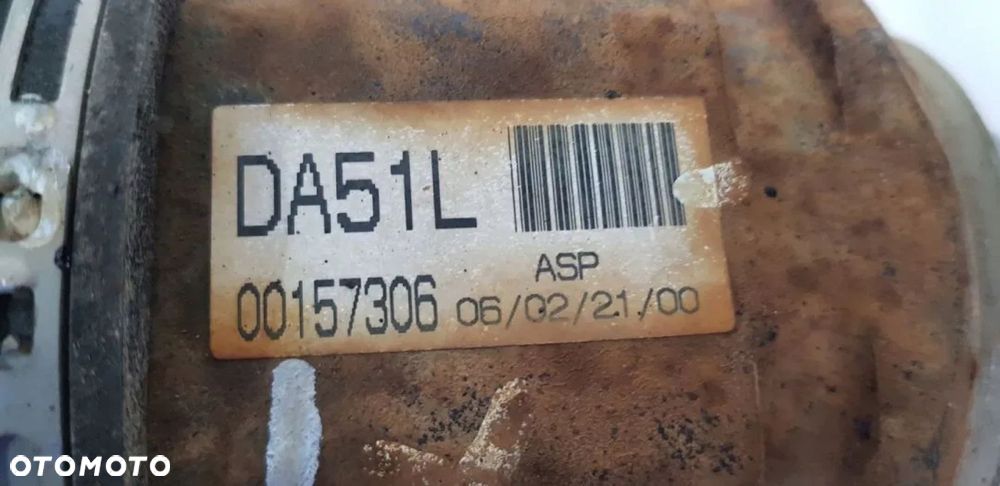 DA51L
ASP
00157306 06/02/21/00
OTOMOTO